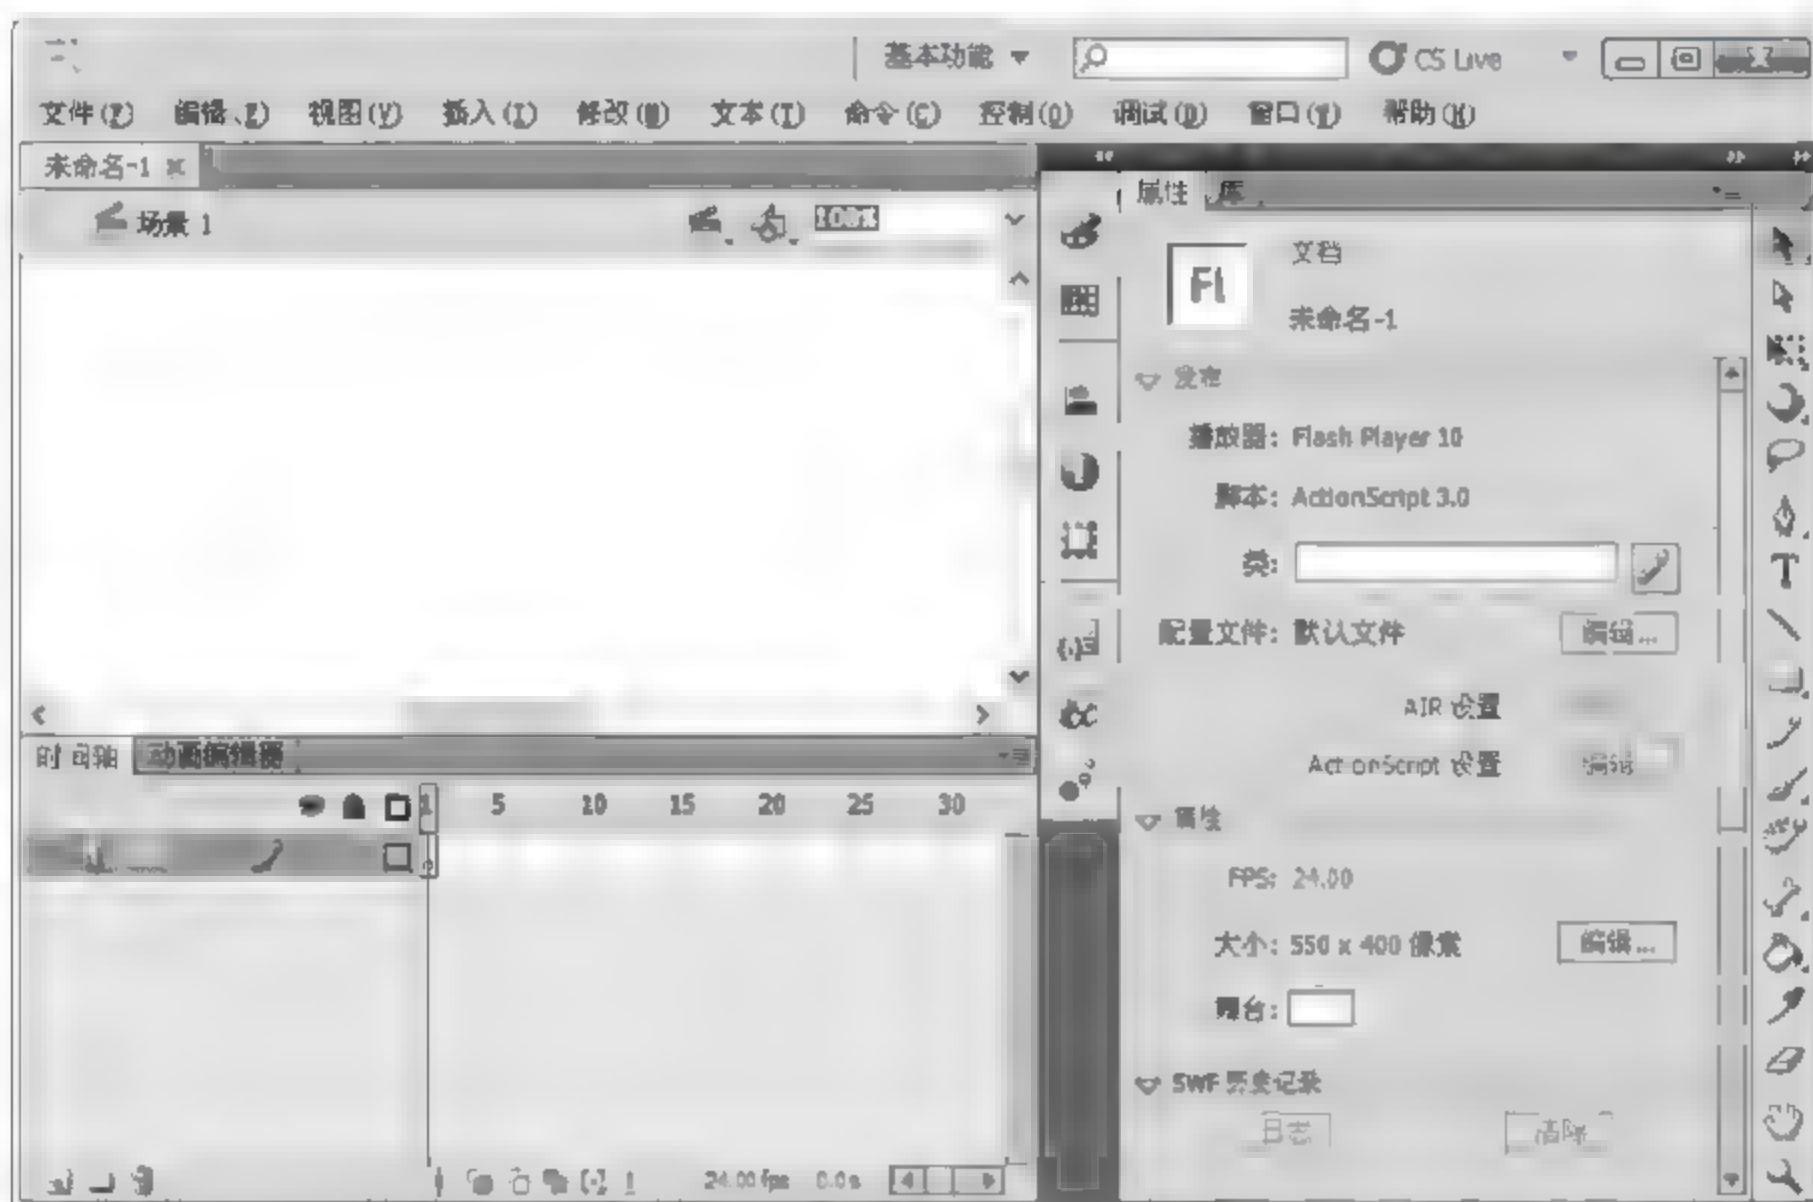 基本功能 CS Live
文件(F) 编辑(E) 视图(V) 插入(I) 修改(M) 文本(T) 命令(C) 控制(O) 调试(D) 窗口(W) 帮助(H)
未命名-1
场景 1 100%
属性 库
Fl
文档
未命名-1
发布
播放器: Flash Player 10
脚本: ActionScript 3.0
类:
配置文件: 默认文件 编辑...
AIR 设置
ActionScript 设置 编辑
属性
FPS: 24.00
大小: 550 x 400 像素 编辑...
舞台:
SWF 历史记录
日志 清除
时间轴 动画编辑器
1 5 10 15 20 25 30
24.00 fps 0.0s